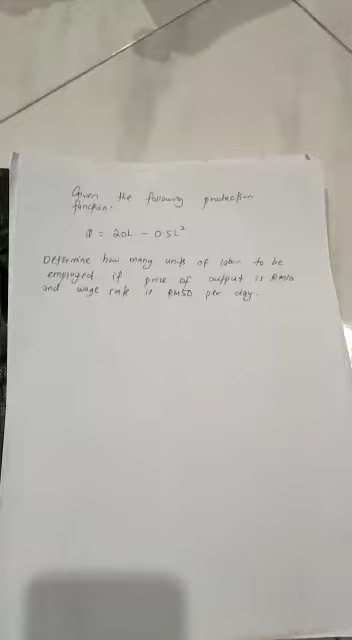 Given the following production
function.
Q = 20L - 0.5L²
Determine how many units of labor to be
employed if price of output is RM10
and wage rate is RM50 per day.